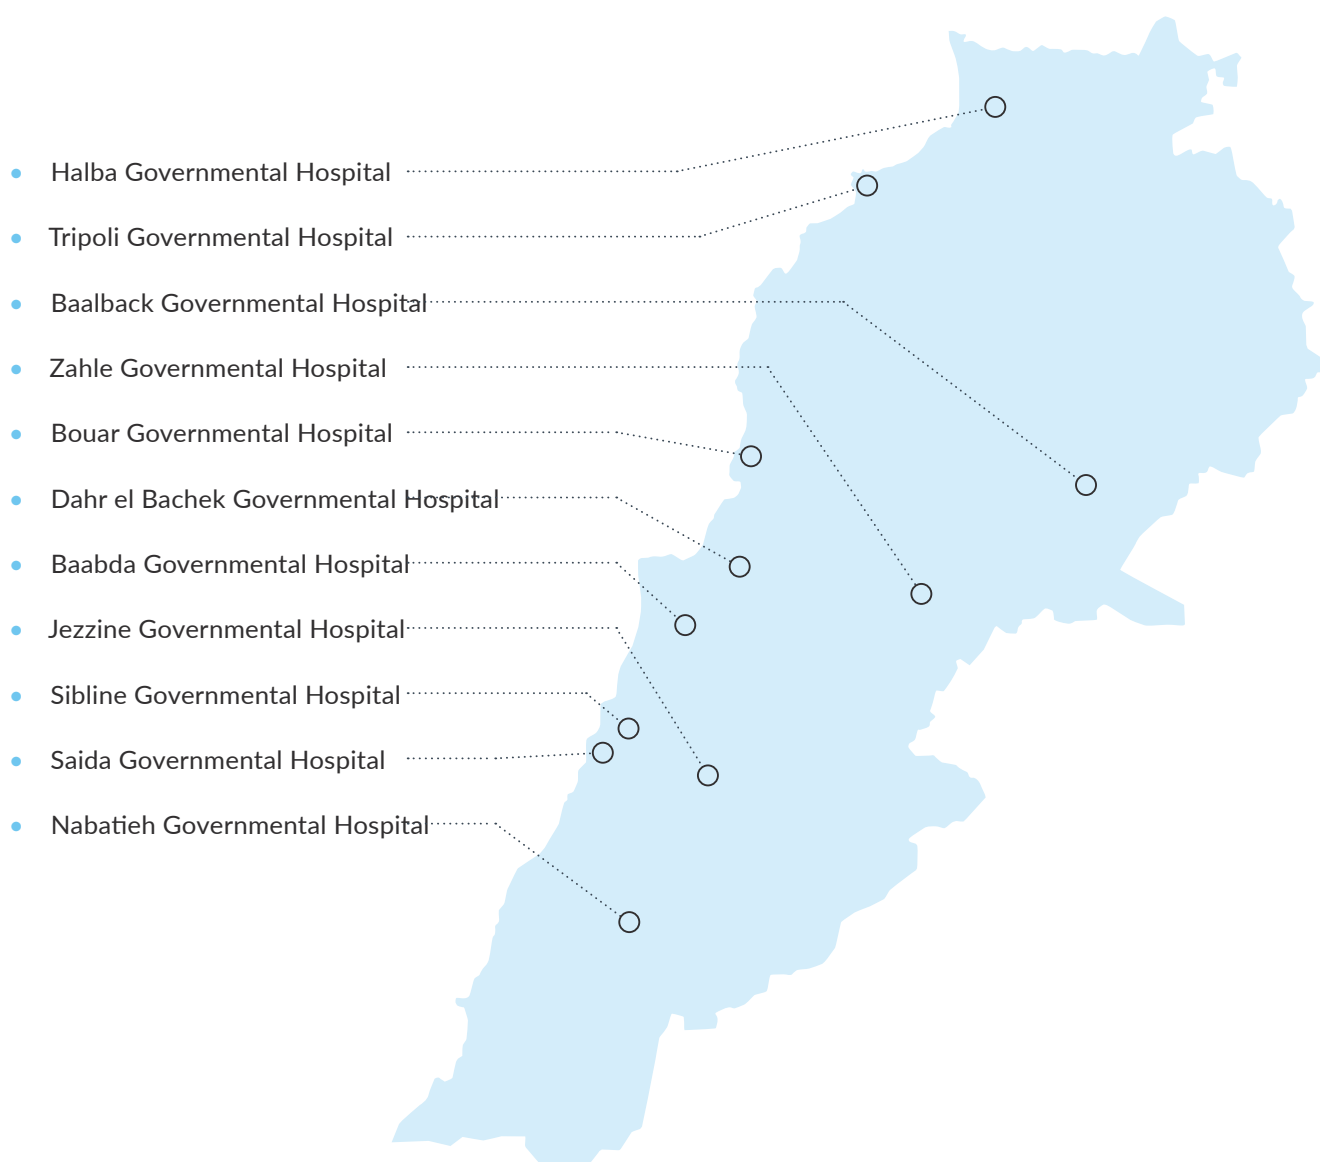 Halba Governmental Hospital
Tripoli Governmental Hospital
Baalback Governmental Hospital
Zahle Governmental Hospital
Bouar Governmental Hospital
Dahr el Bachek Governmental Hospital
Baabda Governmental Hospital
Jezzine Governmental Hospital
Sibline Governmental Hospital
Saida Governmental Hospital
Nabatieh Governmental Hospital